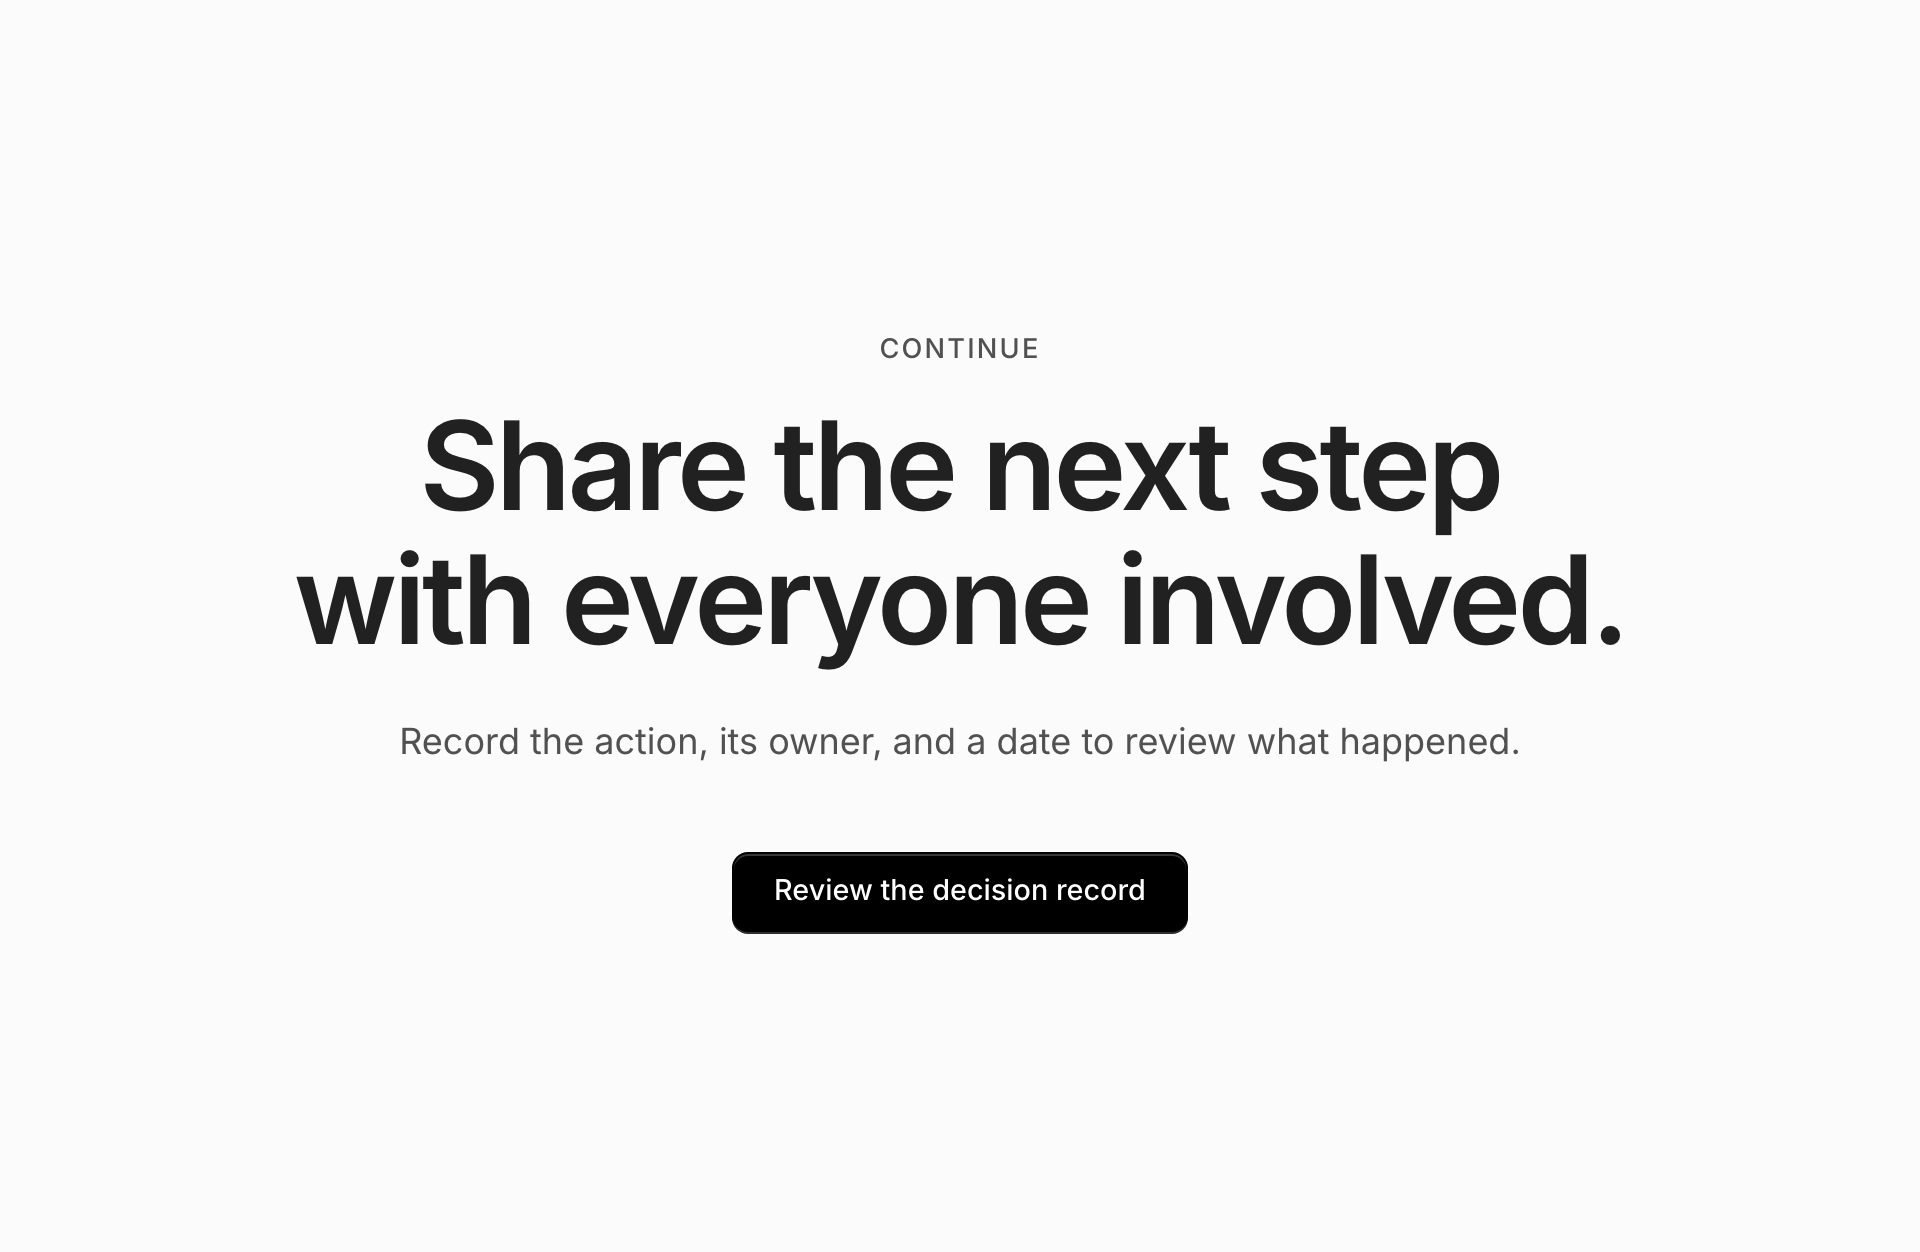 CONTINUE
Share the next step
with everyone involved.
Record the action, its owner, and a date to review what happened.
Review the decision record